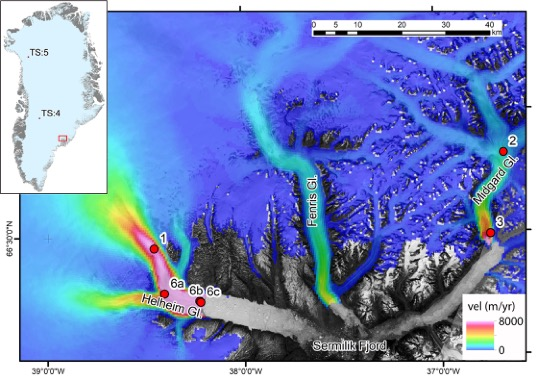 TS:5
TS:4
0 5 10 20 30 40
km
2
Midgard Gl.
3
Fenris Gl.
1
6a 6b 6c
Helheim Gl.
Sermilik Fjord
66°30'0"N
vel (m/yr)
8000
0
39°0'0"W 38°0'0"W 37°0'0"W